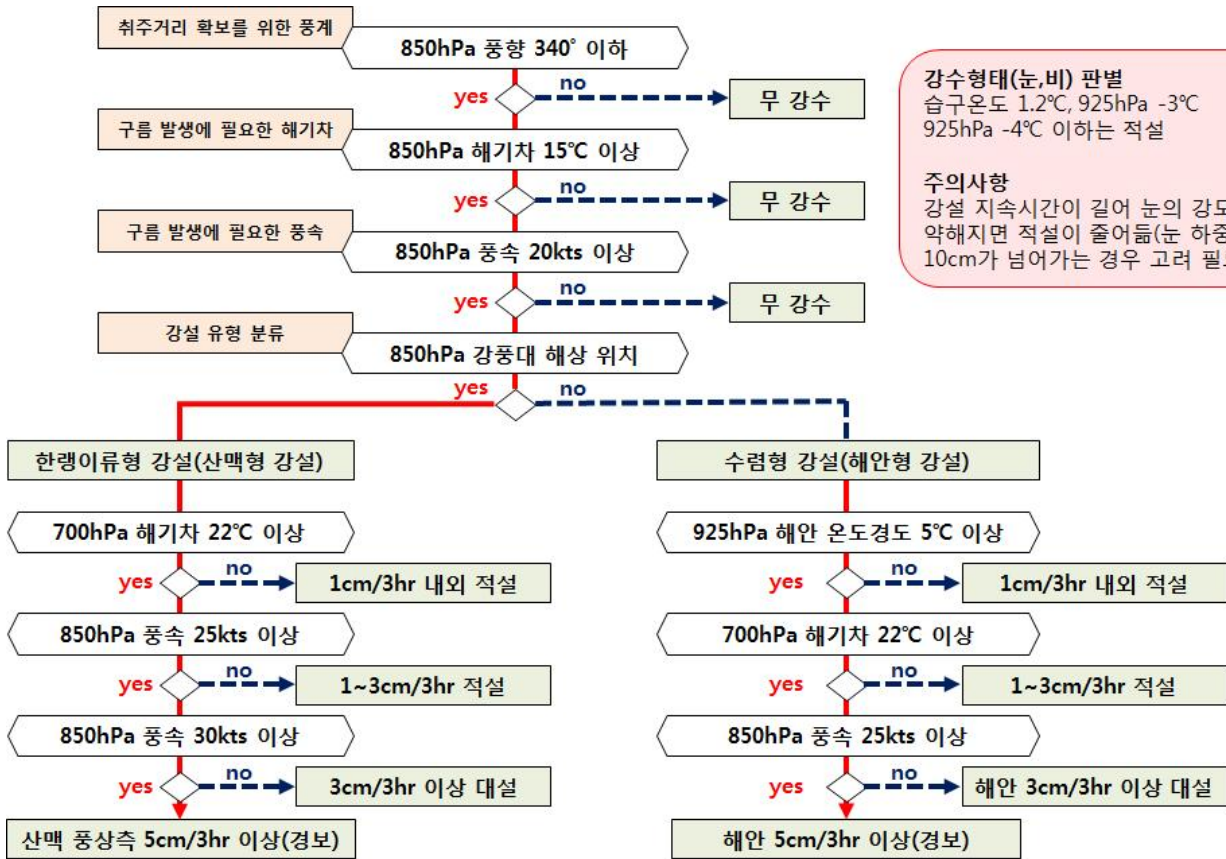 취주거리 확보를 위한 풍계
850hPa 풍향 340° 이하
yes
no
무 강수
구름 발생에 필요한 해기차
850hPa 해기차 15℃ 이상
yes
no
무 강수
구름 발생에 필요한 풍속
850hPa 풍속 20kts 이상
yes
no
무 강수
강설 유형 분류
850hPa 강풍대 해상 위치
yes
no
강수형태(눈,비) 판별
습구온도 1.2℃, 925hPa -3℃
925hPa -4℃ 이하는 적설
주의사항
강설 지속시간이 길어 눈의 강도
약해지면 적설이 줄어듦(눈 하중
10cm가 넘어가는 경우 고려
한랭이류형 강설(산맥형 강설)
700hPa 해기차 22℃ 이상
yes
no
1cm/3hr 내외 적설
850hPa 풍속 25kts 이상
yes
no
1~3cm/3hr 적설
850hPa 풍속 30kts 이상
yes
no
3cm/3hr 이상 대설
산맥 풍상측 5cm/3hr 이상(경보)
수렴형 강설(해안형 강설)
925hPa 해안 온도경도 5℃ 이상
yes
no
1cm/3hr 내외 적설
700hPa 해기차 22℃ 이상
yes
no
1~3cm/3hr 적설
850hPa 풍속 25kts 이상
yes
no
해안 3cm/3hr 이상 대설
해안 5cm/3hr 이상(경보)